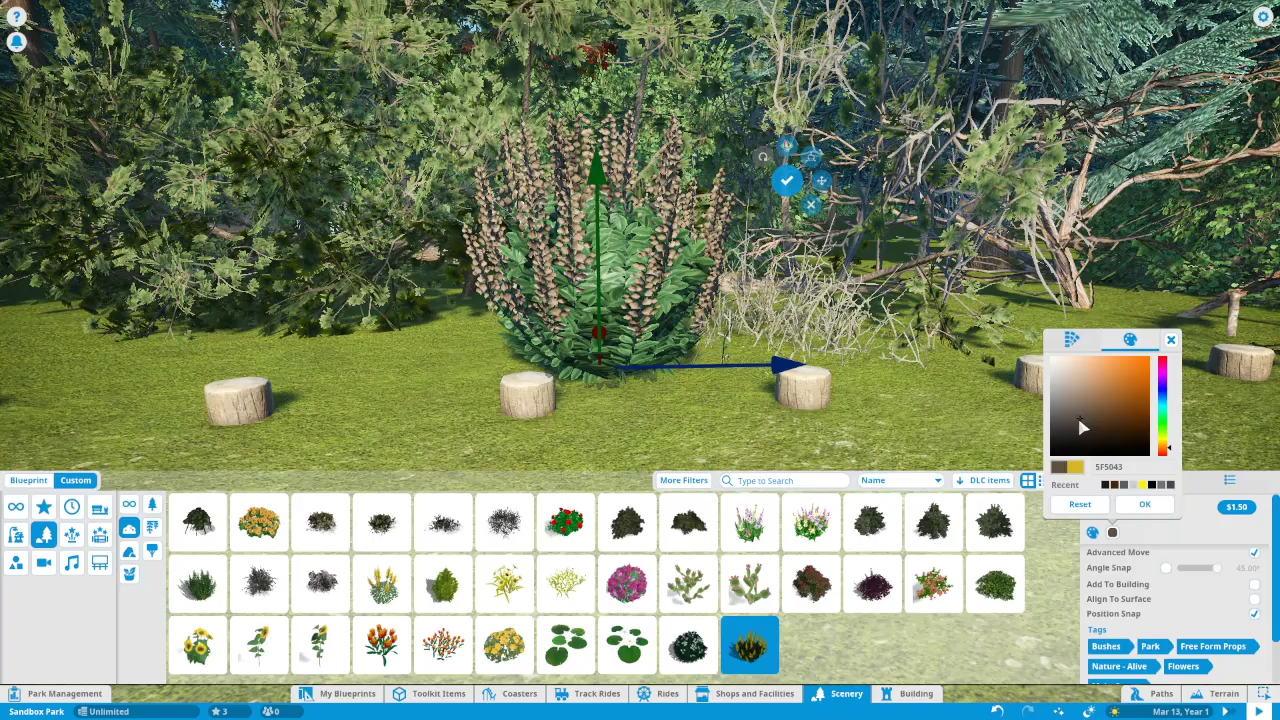 ?
Blueprint Custom More Filters Type to Search Name DLC items
5F5043
Recent
Reset OK
$1.50
Advanced Move
Angle Snap 45.00°
Add To Building
Align To Surface
Position Snap
Tags
Bushes Park Free Form Props
Nature - Alive Flowers
Park Management My Blueprints Toolkit Items Coasters Track Rides Rides Shops and Facilities Scenery Building Paths Terrain
Sandbox Park Unlimited 3 0 Mar 13, Year 1